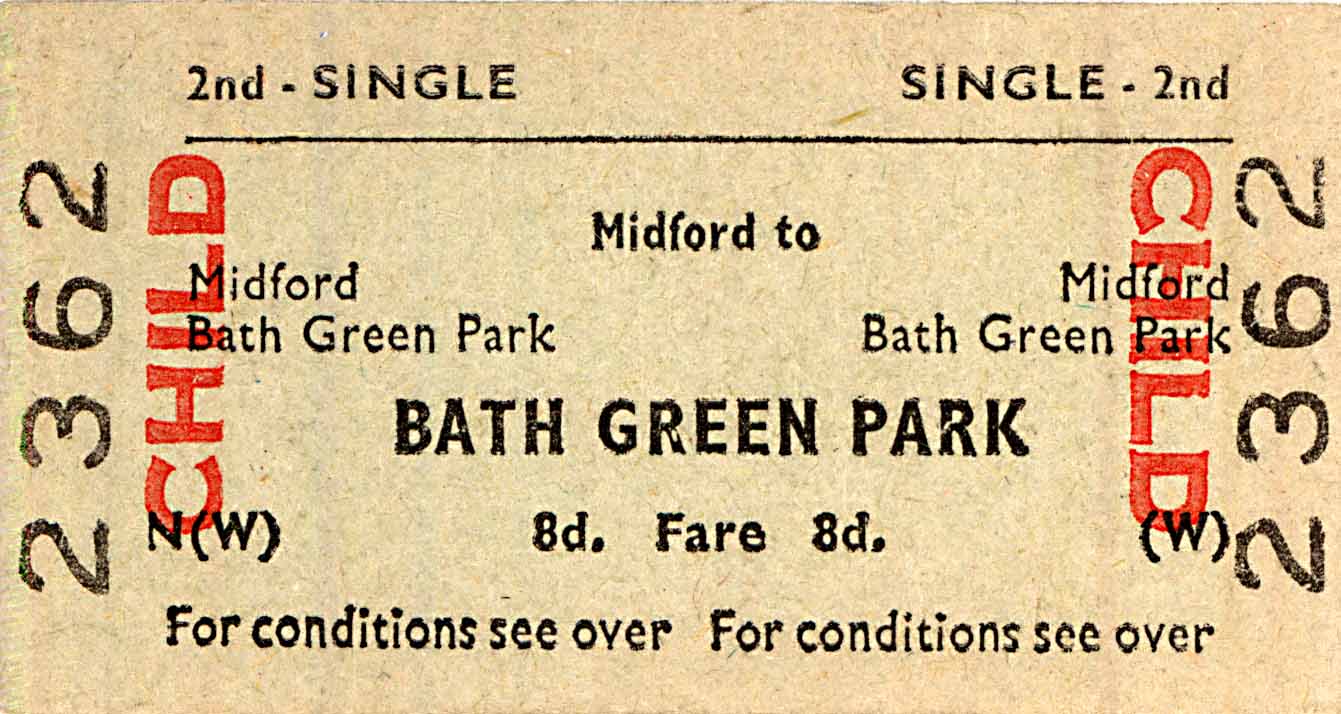 2nd - SINGLE SINGLE - 2nd
2362 CHILD CHILD 2362
Midford to
Midford Midford
Bath Green Park Bath Green Park
BATH GREEN PARK
N(W) 8d. Fare 8d. (W)
For conditions see over For conditions see over